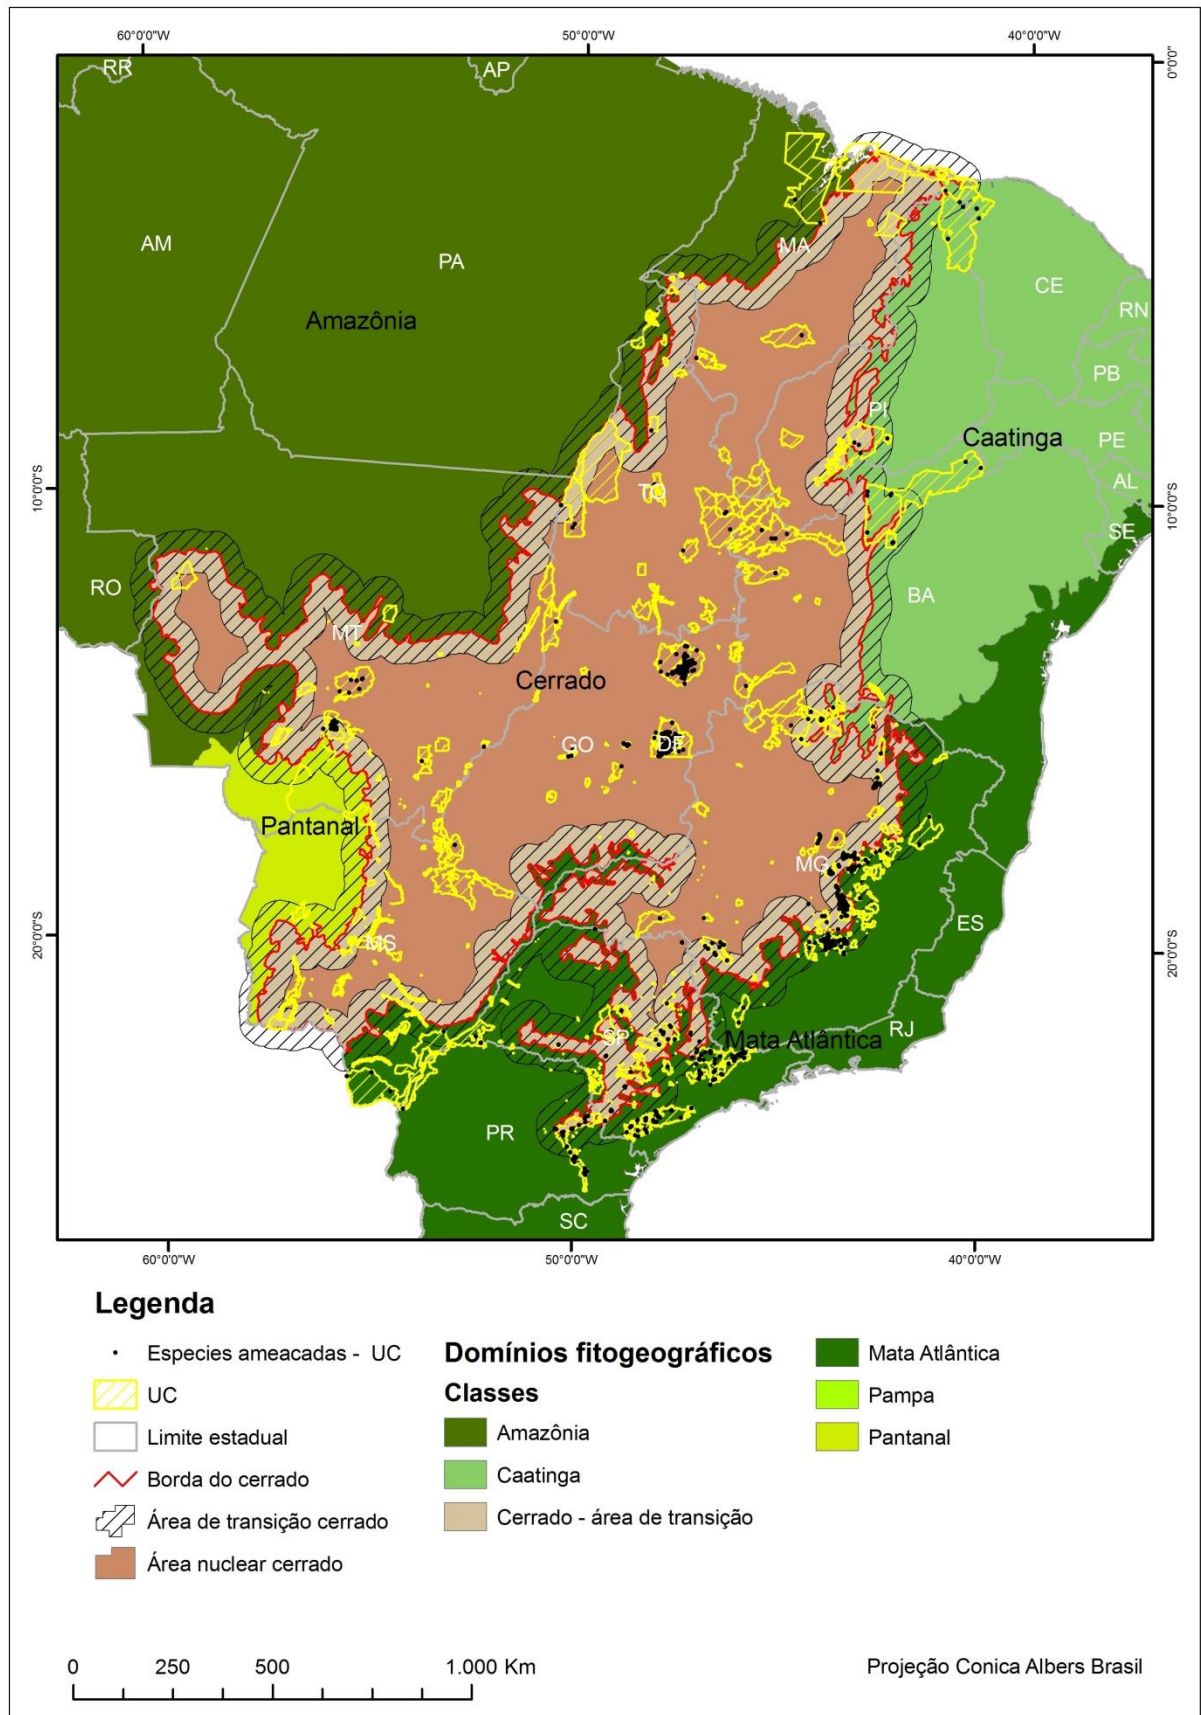 60°0'0"W
50°0'0"W
40°0'0"W
RR
AP
0°0'0"
AM
PA
MA
CE
RN
Amazônia
PB
PI
Caatinga
PE
10°0'0"S
TO
AL
10°0'0"S
SE
RO
BA
MT
Cerrado
GO
DF
Pantanal
MG
ES
20°0'0"S
MS
20°0'0"S
RJ
SP
Mata Atlântica
PR
SC
60°0'0"W
50°0'0"W
40°0'0"W
Legenda
Especies ameacadas - UC
UC
Limite estadual
Borda do cerrado
Área de transição cerrado
Área nuclear cerrado
Domínios fitogeográficos
Classes
Amazônia
Caatinga
Cerrado - área de transição
Mata Atlântica
Pampa
Pantanal
0 250 500 1.000 Km
Projeção Conica Albers Brasil